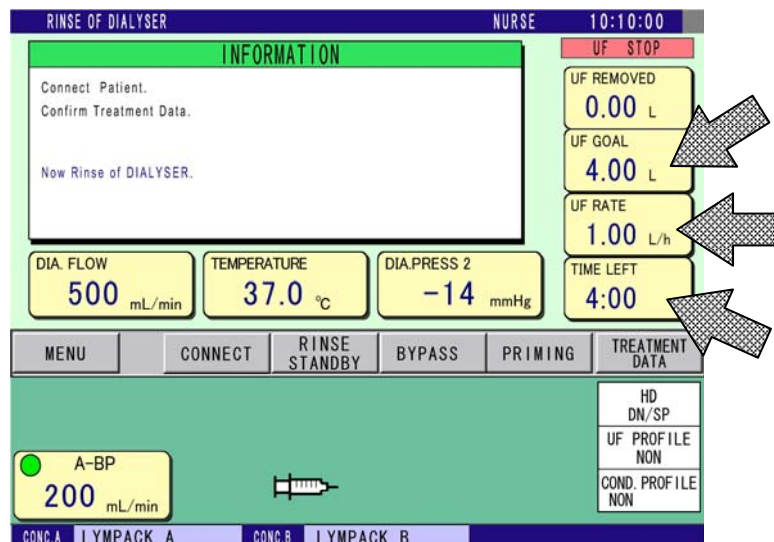 RINSE OF DIALYSER NURSE 10:10:00
INFORMATION
Connect Patient.
Confirm Treatment Data.
Now Rinse of DIALYSER.
UF STOP
UF REMOVED
0.00 L
UF GOAL
4.00 L
UF RATE
1.00 L/h
TIME LEFT
4:00
DIA. FLOW
500 mL/min
TEMPERATURE
37.0 ℃
DIA.PRESS 2
−14 mmHg
MENU
CONNECT
RINSE
STANDBY
BYPASS
PRIMING
TREATMENT
DATA
HD
DN/SP
UF PROFILE
NON
COND. PROFILE
NON
A-BP
200 mL/min
CONC.A LYMPACK A CONC.B LYMPACK B